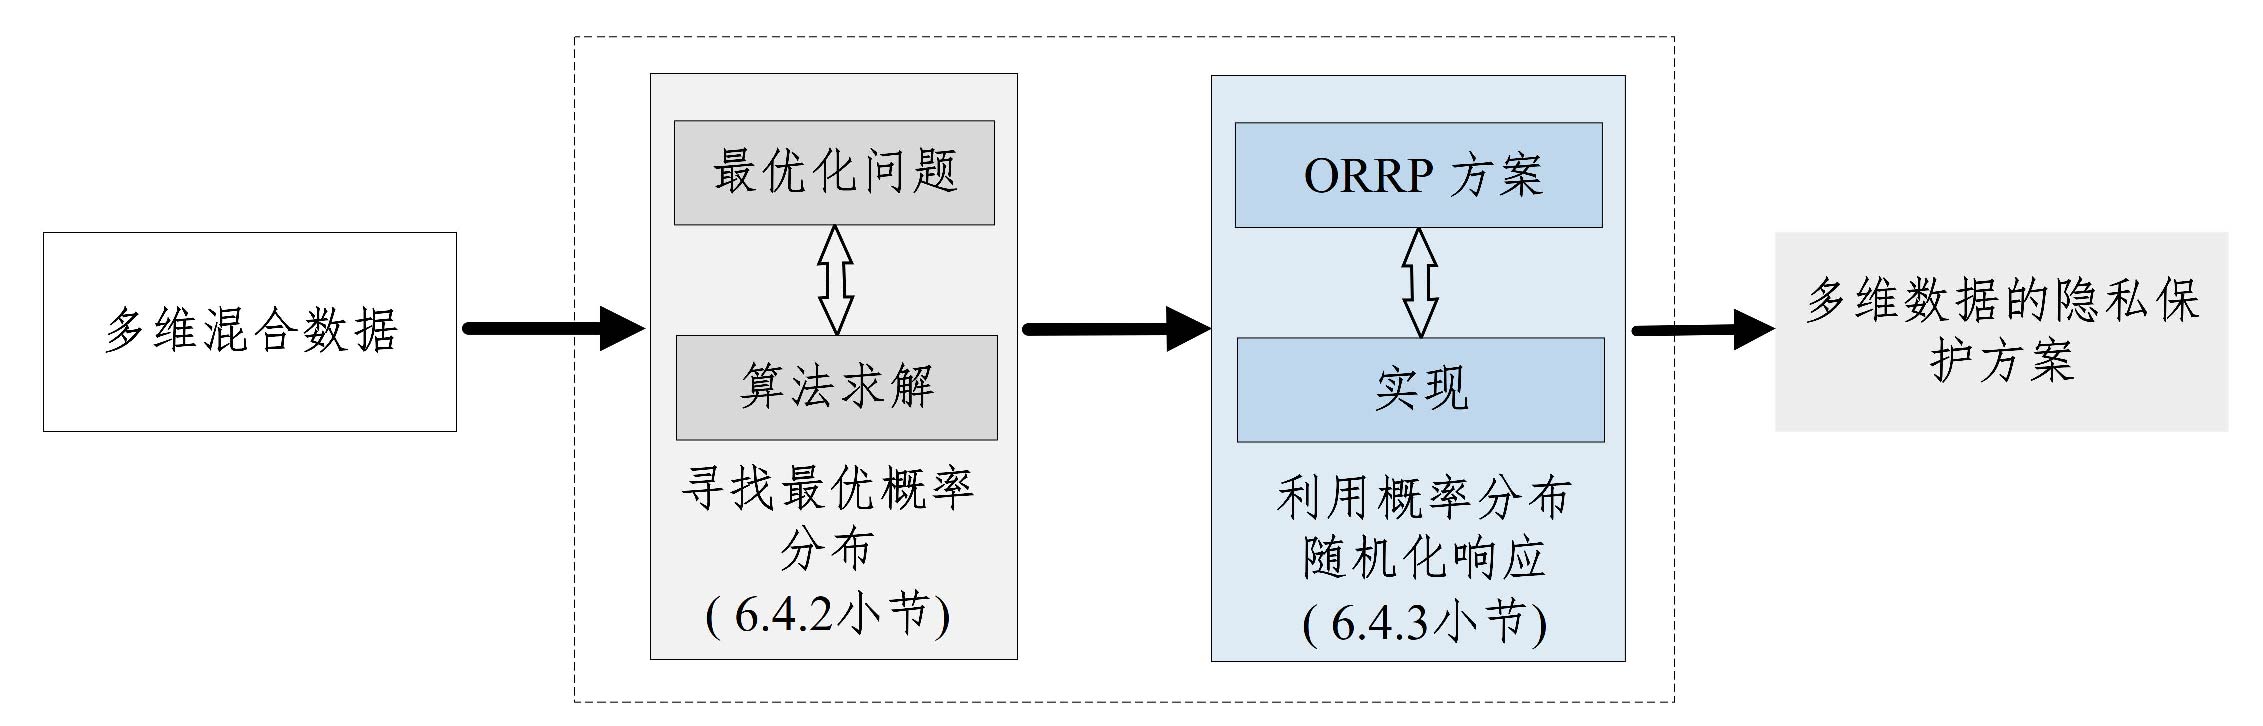 多维混合数据
最优化问题
算法求解
寻找最优概率
分布
( 6.4.2小节)
ORRP 方案
实现
利用概率分布
随机化响应
( 6.4.3小节)
多维数据的隐私保
护方案